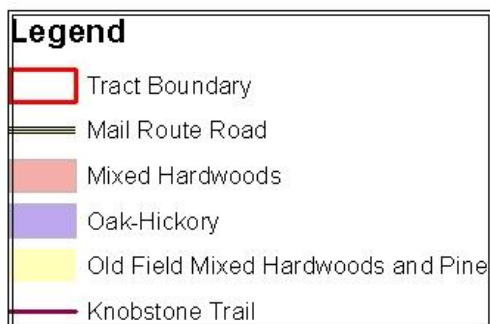 Legend
Tract Boundary
Mail Route Road
Mixed Hardwoods
Oak-Hickory
Old Field Mixed Hardwoods and Pine
Knobstone Trail